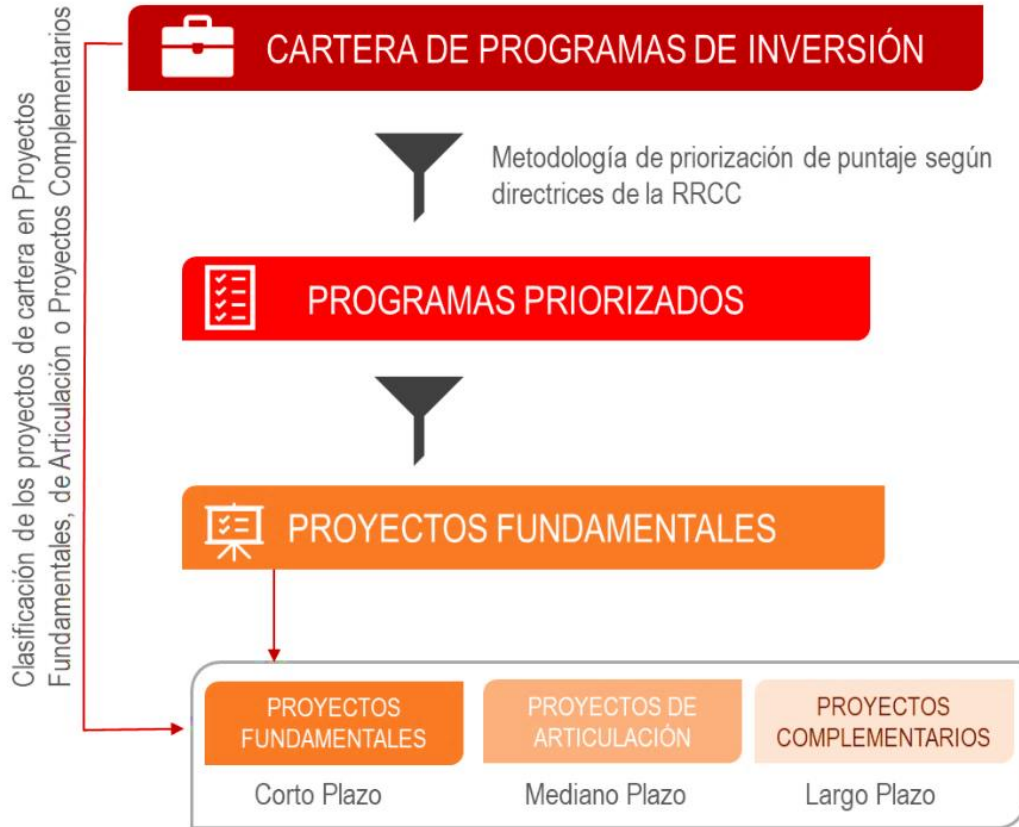 Clasificación de los proyectos de cartera en Proyectos
Fundamentales, de Articulación o Proyectos Complementarios
CARTERA DE PROGRAMAS DE INVERSIÓN
Metodología de priorización de puntaje según
directrices de la RRCC
PROGRAMAS PRIORIZADOS
PROYECTOS FUNDAMENTALES
PROYECTOS
FUNDAMENTALES
PROYECTOS DE
ARTICULACIÓN
PROYECTOS
COMPLEMENTARIOS
Corto Plazo
Mediano Plazo
Largo Plazo